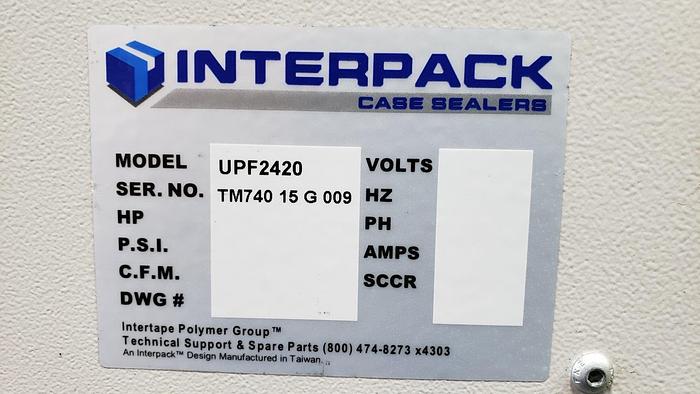 INTERPACK
CASE SEALERS
MODEL UPF2420
SER. NO. TM740 15 G 009
HP
P.S.I.
C.F.M.
DWG #
VOLTS
HZ
PH
AMPS
SCCR
Intertape Polymer Group™
Technical Support & Spare Parts (800) 474-8273 x4303
An Interpack™ Design Manufactured in Taiwan.